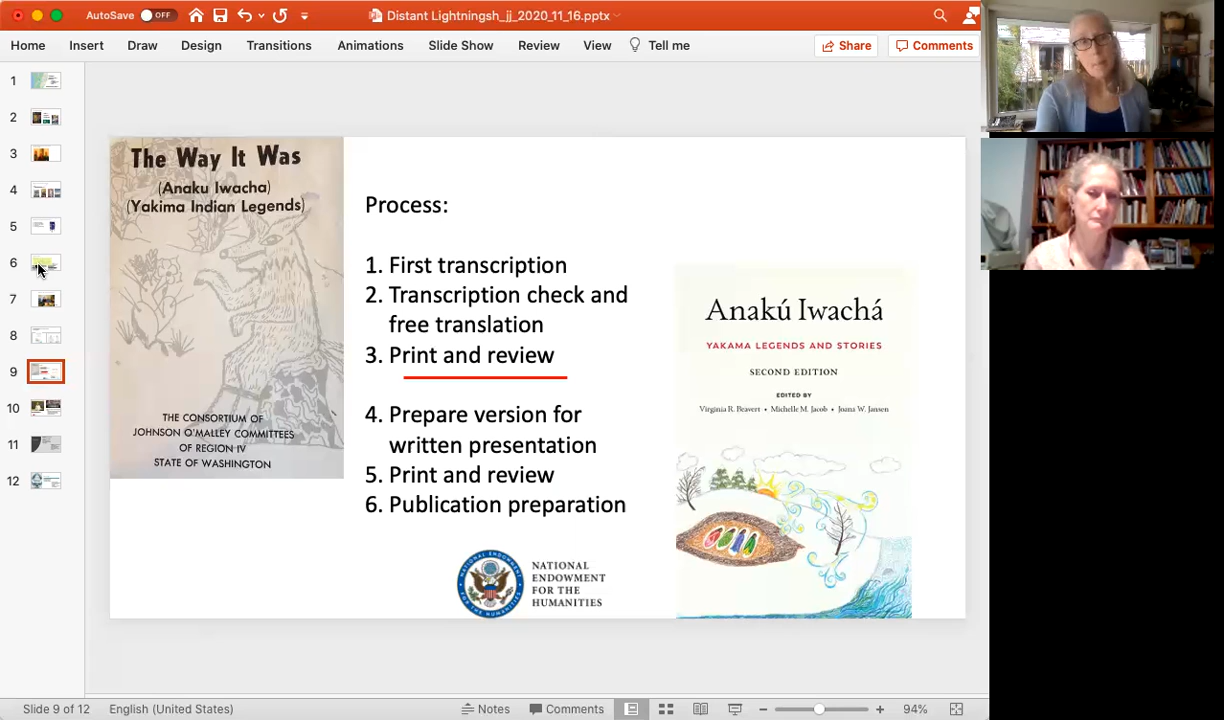 AutoSave OFF
Distant Lightningsh_jj_2020_11_16.pptx
Home Insert Draw Design Transitions Animations Slide Show Review View Tell me
Share Comments
1
2
3
4
5
6
7
8
9
10
11
12
The Way It Was
(Anaku Iwacha)
(Yakima Indian Legends)
THE CONSORTIUM OF
JOHNSON O'MALLEY COMMITTEES
OF REGION IV
STATE OF WASHINGTON
Process:
1. First transcription
2. Transcription check and
free translation
3. Print and review
4. Prepare version for
written presentation
5. Print and review
6. Publication preparation
NATIONAL
ENDOWMENT
FOR THE
HUMANITIES
Anakú Iwachá
YAKAMA LEGENDS AND STORIES
SECOND EDITION
EDITED BY
Virginia R. Beavert • Michelle M. Jacob • Joana W. Jansen
Slide 9 of 12 English (United States) Notes Comments 94%